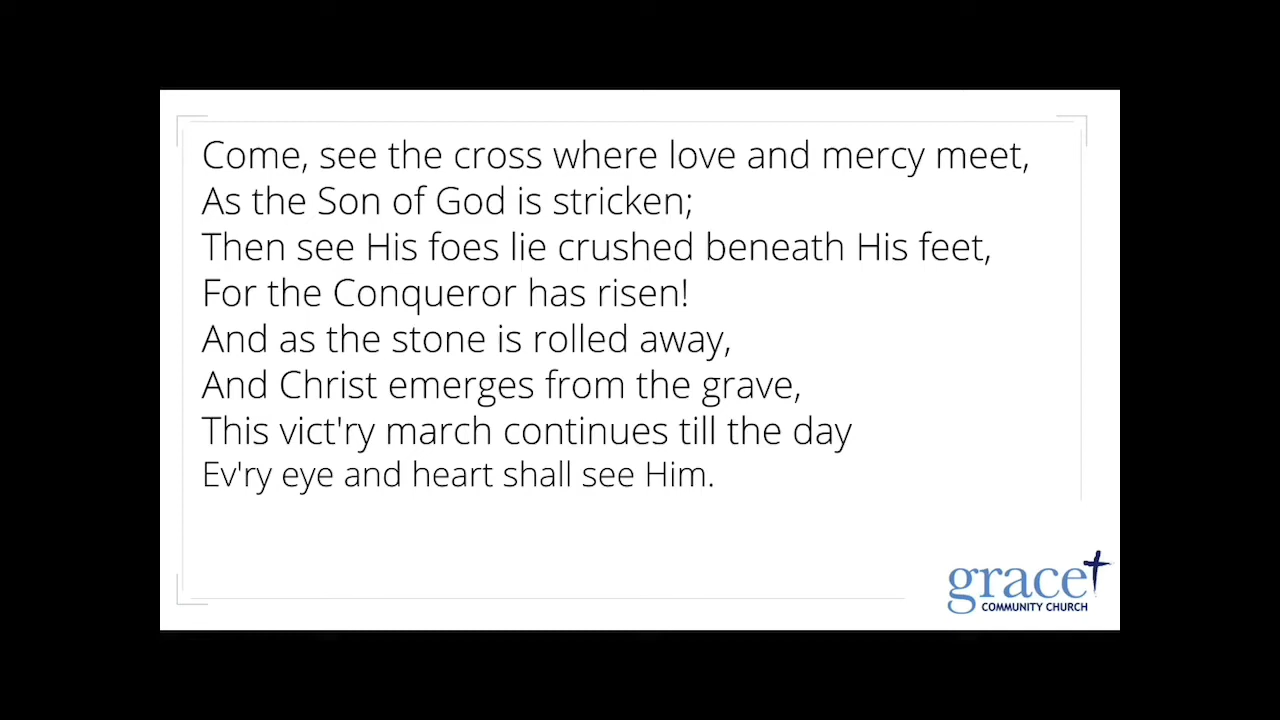 Come, see the cross where love and mercy meet,
As the Son of God is stricken;
Then see His foes lie crushed beneath His feet,
For the Conqueror has risen!
And as the stone is rolled away,
And Christ emerges from the grave,
This vict'ry march continues till the day
Ev'ry eye and heart shall see Him.
grace
COMMUNITY CHURCH